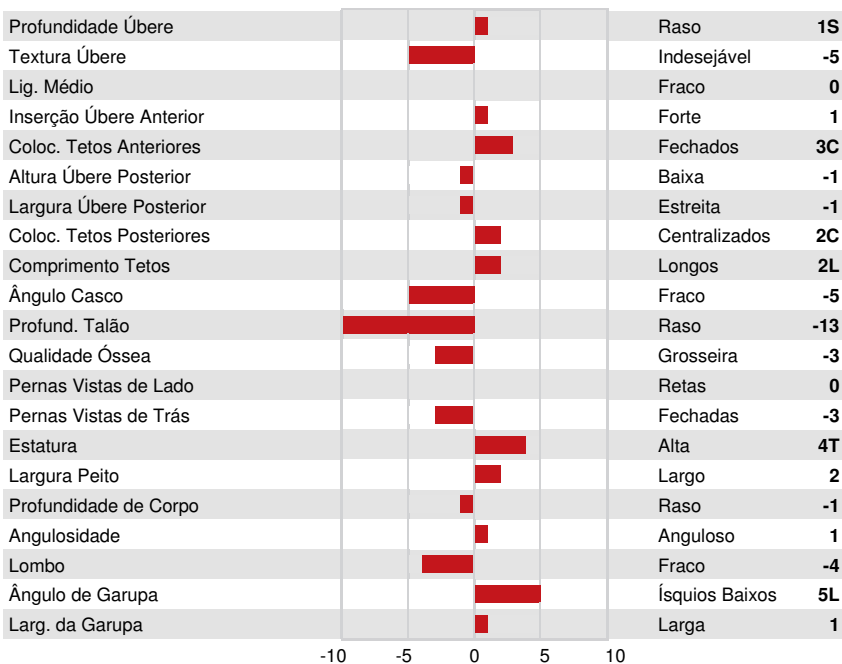 Profundidade Úbere Raso 1S
Textura Úbere Indesejável -5
Lig. Médio Fraco 0
Inserção Úbere Anterior Forte 1
Coloc. Tetos Anteriores Fechados 3C
Altura Úbere Posterior Baixa -1
Largura Úbere Posterior Estreita -1
Coloc. Tetos Posteriores Centralizados 2C
Comprimento Tetos Longos 2L
Ângulo Casco Fraco -5
Profund. Talão Raso -13
Qualidade Óssea Grosseira -3
Pernas Vistas de Lado Retas 0
Pernas Vistas de Trás Fechadas -3
Estatura Alta 4T
Largura Peito Largo 2
Profundidade de Corpo Raso -1
Angulosidade Anguloso 1
Lombo Fraco -4
Ângulo de Garupa Ísquios Baixos 5L
Larg. da Garupa Larga 1
-10 -5 0 5 10